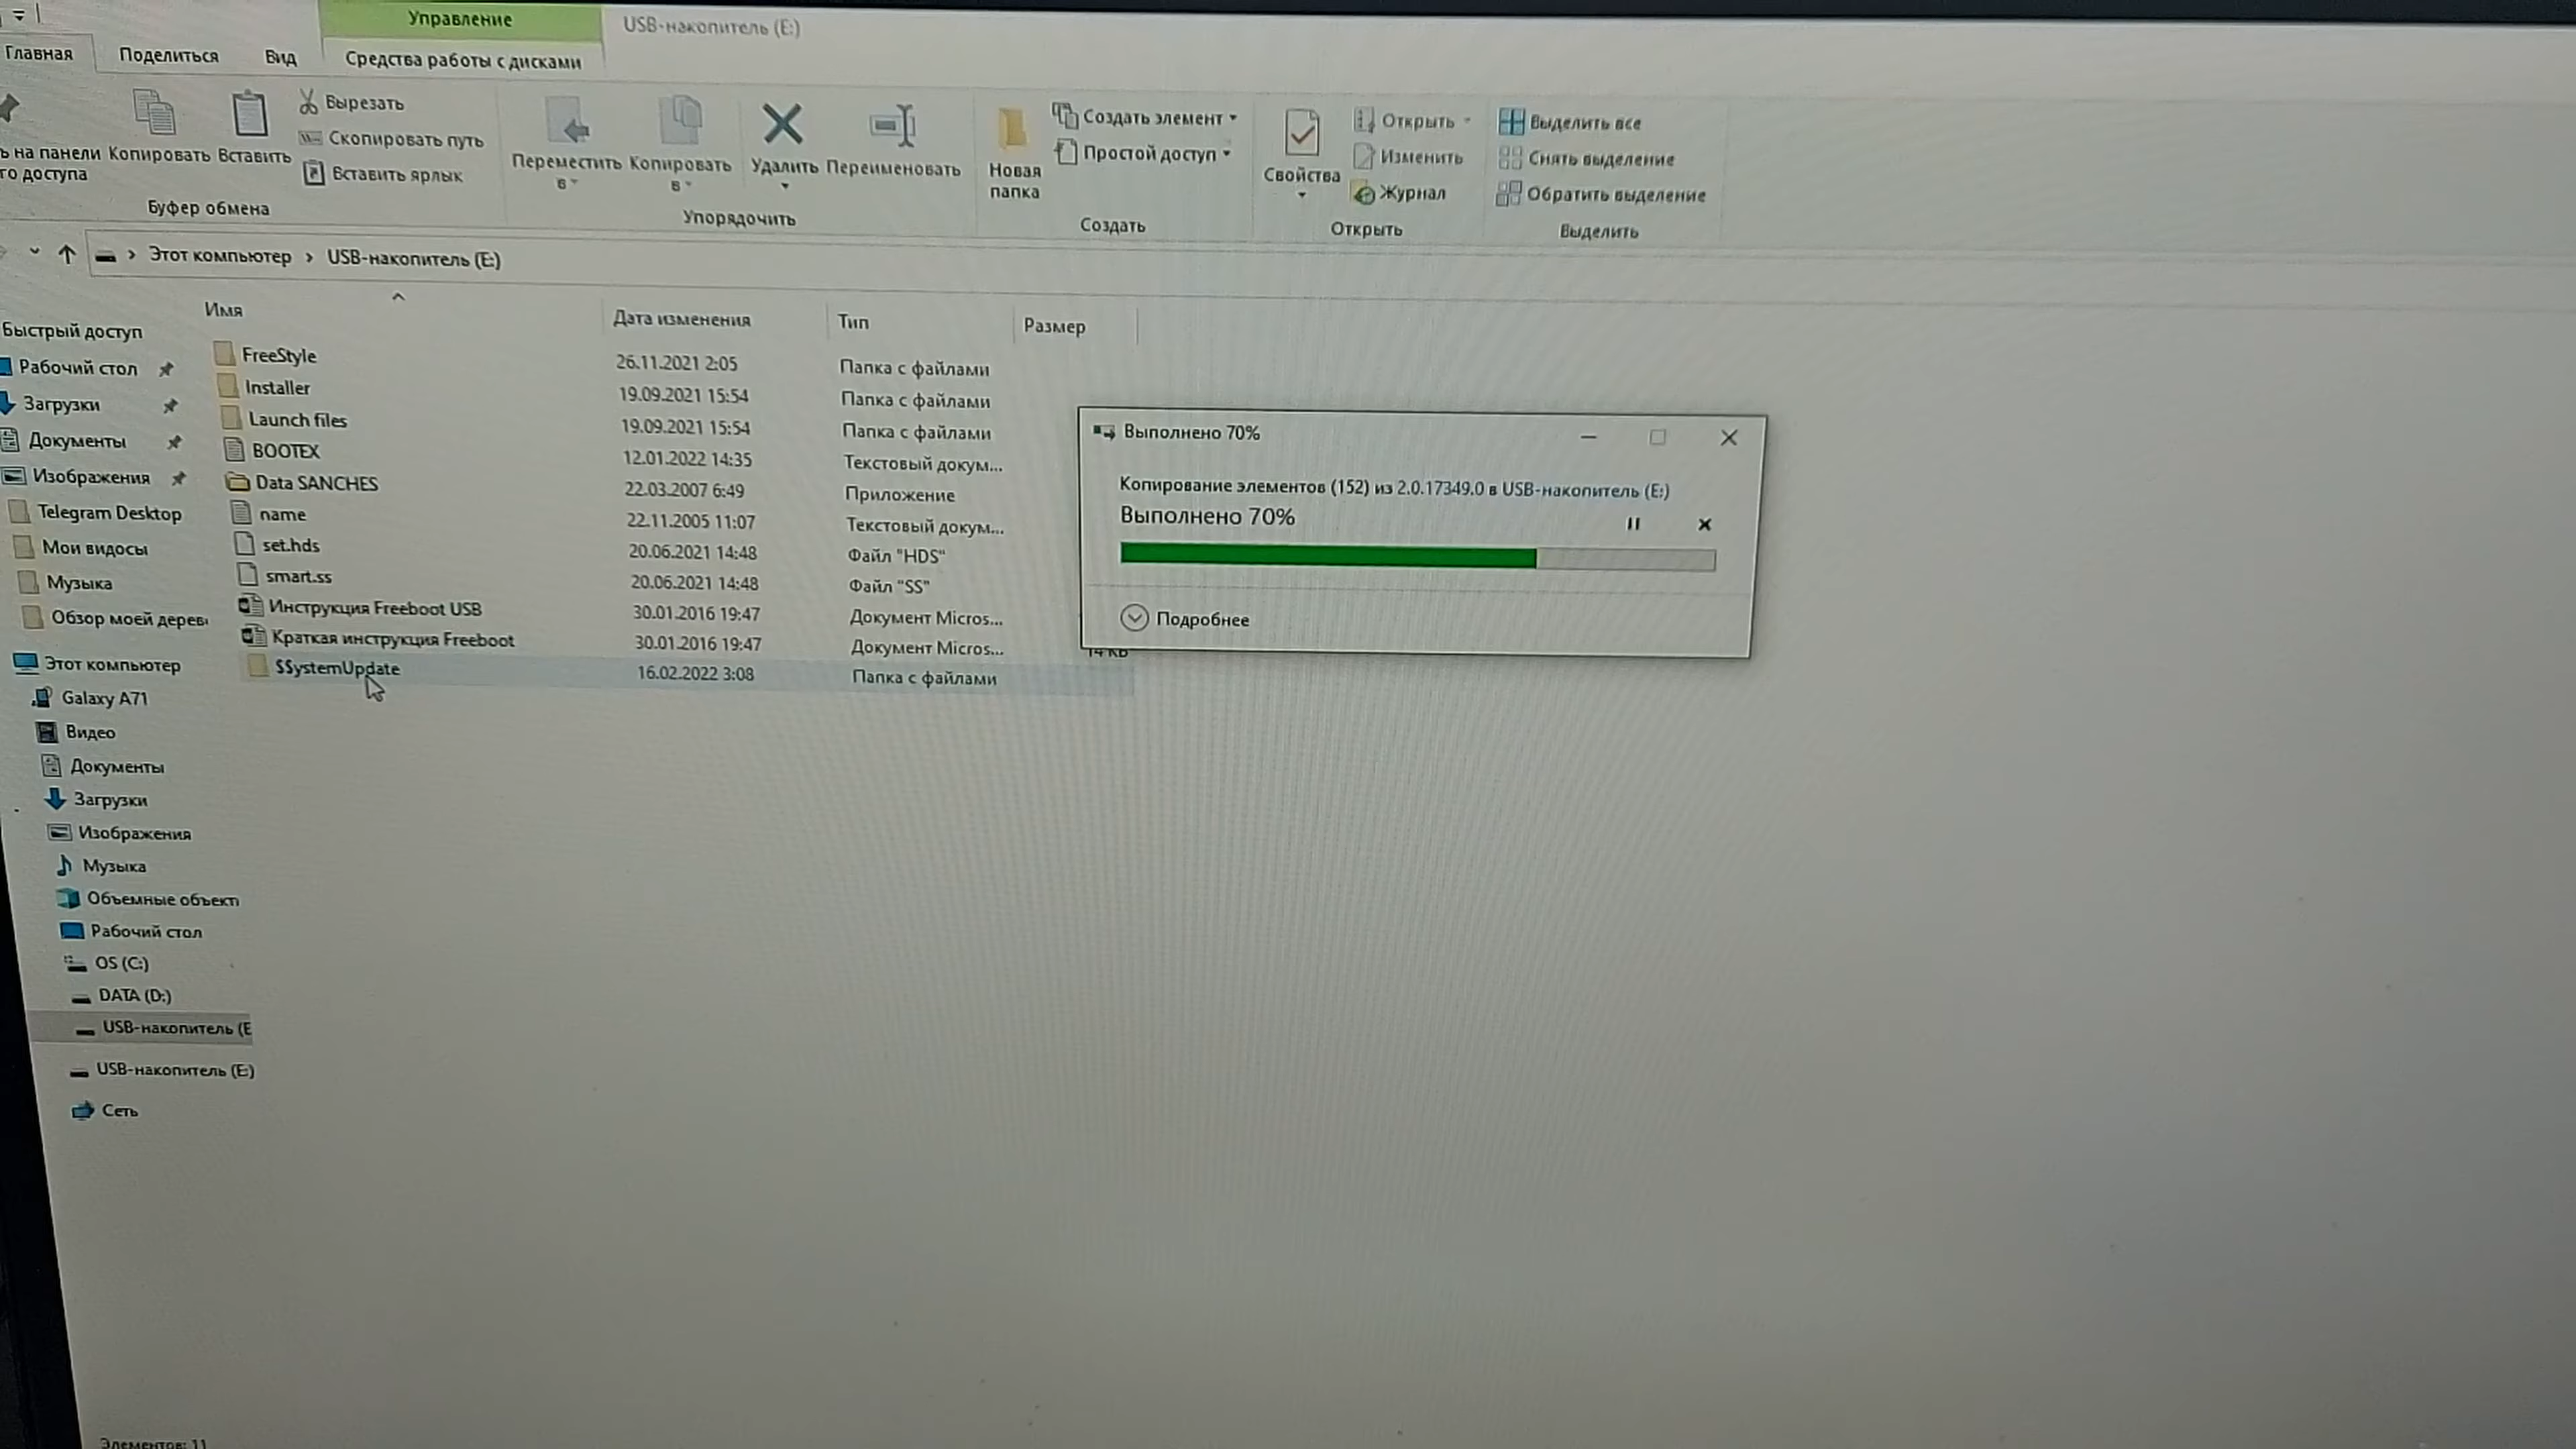 Управление
USB-накопитель (E:)
Главная
Поделиться
Вид
Средства работы с дисками
ь на панели
го доступа
Копировать
Вставить
Вырезать
Скопировать путь
Вставить ярлык
Буфер обмена
Переместить в
Копировать в
Удалить
Переименовать
Упорядочить
Новая папка
Создать элемент
Простой доступ
Создать
Свойства
Открыть
Изменить
Журнал
Открыть
Выделить все
Снять выделение
Обратить выделение
Выделить
Этот компьютер › USB-накопитель (E:)
Имя Дата изменения Тип Размер
FreeStyle 26.11.2021 2:05 Папка с файлами
Installer 19.09.2021 15:54 Папка с файлами
Launch files 19.09.2021 15:54 Папка с файлами
BOOTEX 12.01.2022 14:35 Текстовый докум...
Data SANCHES 22.03.2007 6:49 Приложение
name 22.11.2005 11:07 Текстовый докум...
set.hds 20.06.2021 14:48 Файл "HDS"
smart.ss 20.06.2021 14:48 Файл "SS"
Инструкция Freeboot USB 30.01.2016 19:47 Документ Micros...
Краткая инструкция Freeboot 30.01.2016 19:47 Документ Micros... 14 КБ
$SystemUpdate 16.02.2022 3:08 Папка с файлами
Быстрый доступ
Рабочий стол
Загрузки
Документы
Изображения
Telegram Desktop
Мои видосы
Музыка
Обзор моей дерев
Этот компьютер
Galaxy A71
Видео
Документы
Загрузки
Изображения
Музыка
Объемные объект
Рабочий стол
OS (C:)
DATA (D:)
USB-накопитель (E
USB-накопитель (E:)
Сеть
Выполнено 70%
Копирование элементов (152) из 2.0.17349.0 в USB-накопитель (E:)
Выполнено 70%
Подробнее
Элементов: 11